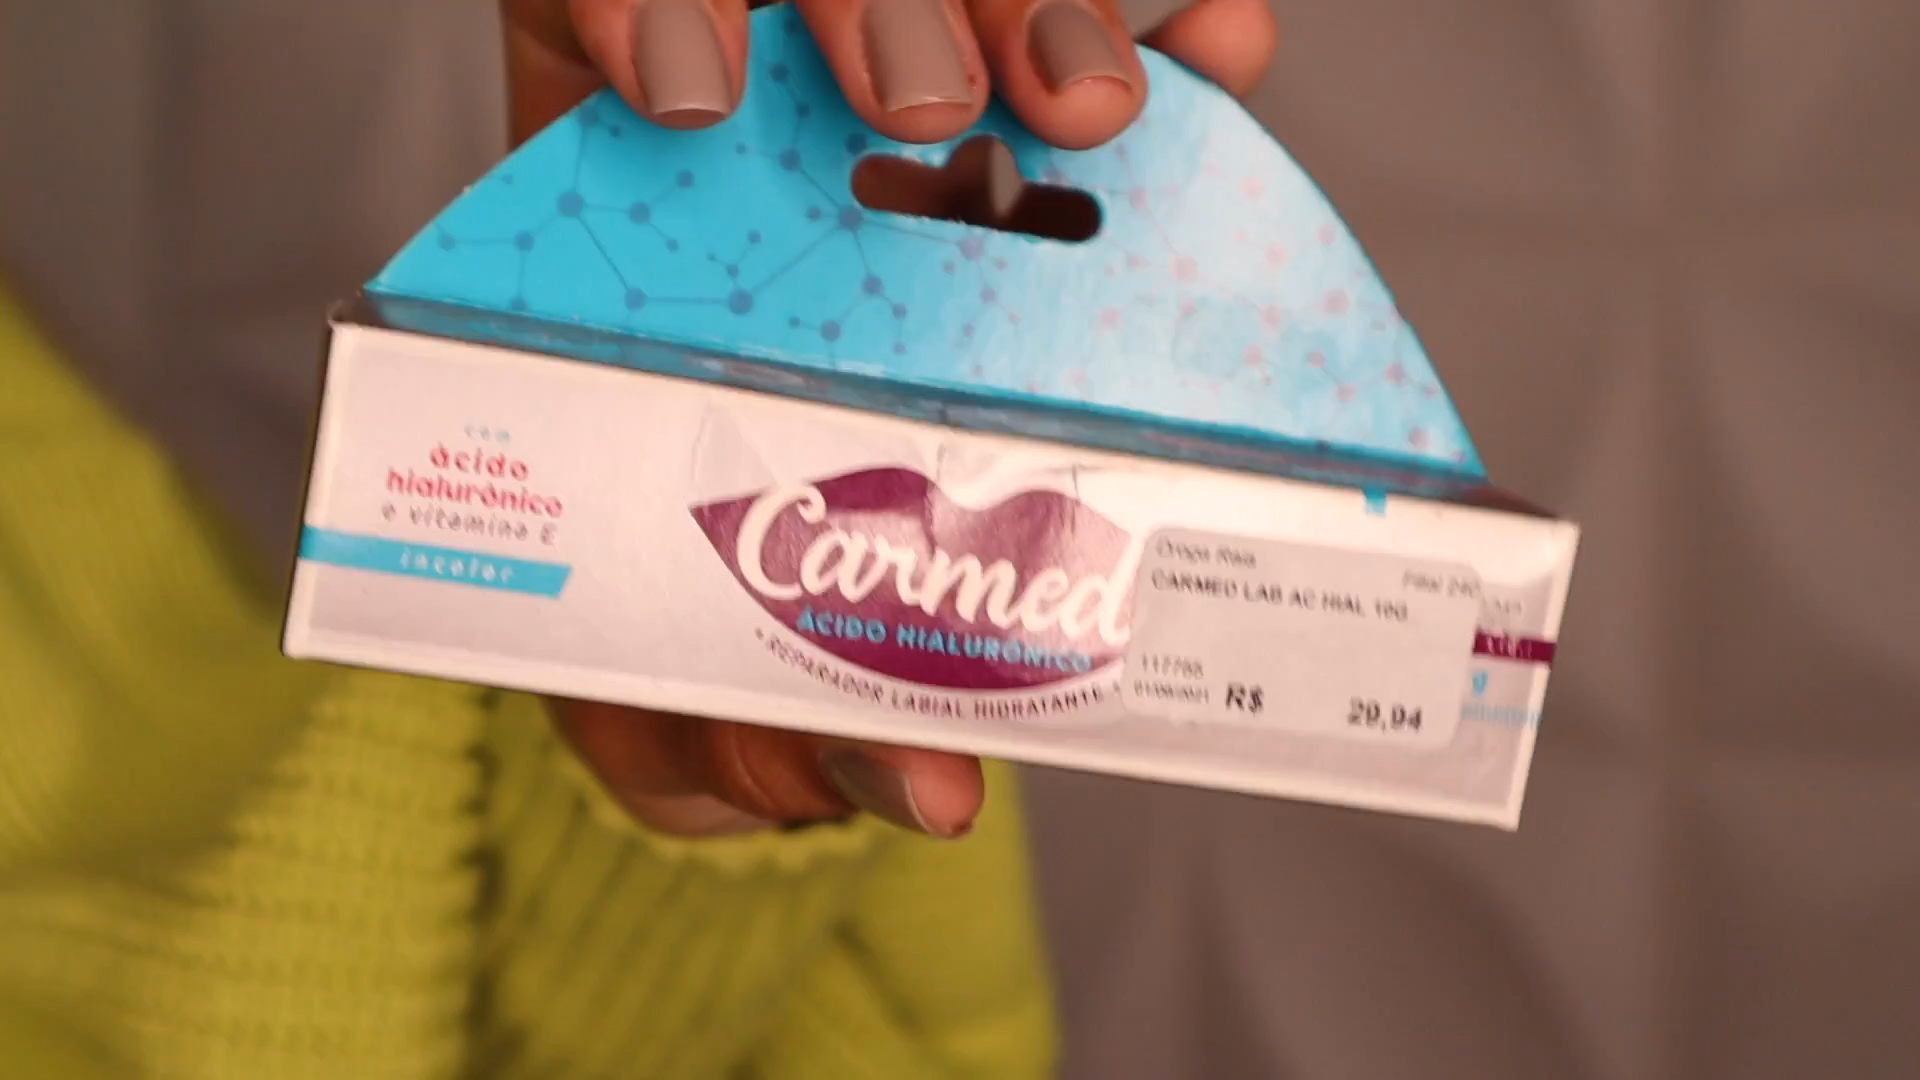 com
ácido
hialurônico
e vitamina E
incolor
Carmed
ÁCIDO HIALURÔNICO
• REPARADOR LABIAL HIDRATANTE •
Droga Raia
CARMED LAB AC HIAL 10G
R$ 29,94